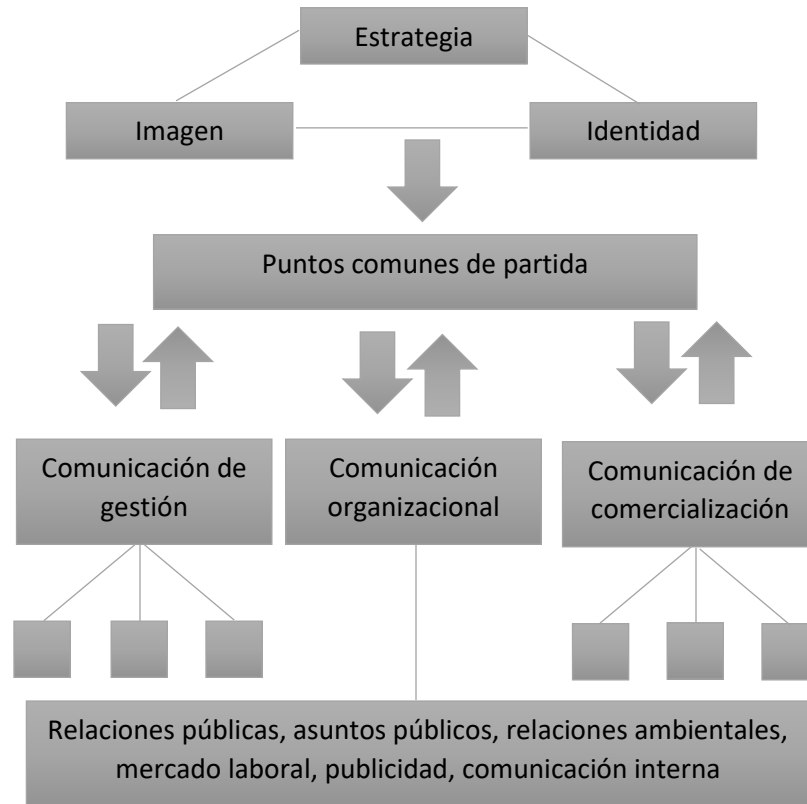 Estrategia
Imagen
Identidad
Puntos comunes de partida
Comunicación de
gestión
Comunicación
organizacional
Comunicación de
comercialización
Relaciones públicas, asuntos públicos, relaciones ambientales,
mercado laboral, publicidad, comunicación interna